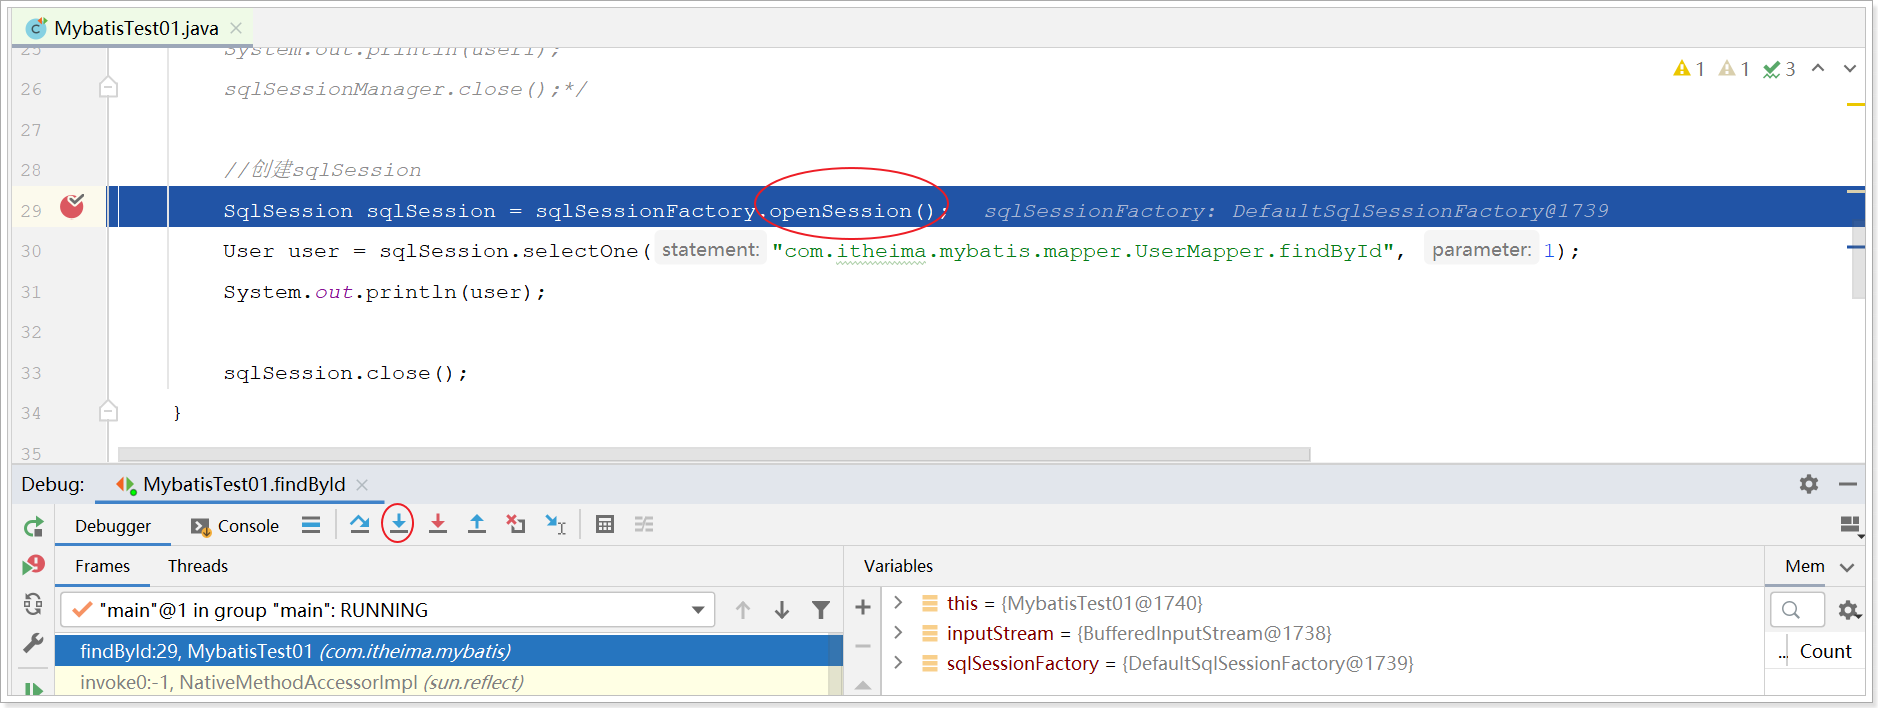 MybatisTest01.java
25 System.out.println(user1);
1 1 3
26 sqlSessionManager.close();*/
27
28 //创建sqlSession
29 SqlSession sqlSession = sqlSessionFactory.openSession(); sqlSessionFactory: DefaultSqlSessionFactory@1739
30 User user = sqlSession.selectOne( statement: "com.itheima.mybatis.mapper.UserMapper.findById", parameter: 1);
31 System.out.println(user);
32
33 sqlSession.close();
34 }
35
Debug: MybatisTest01.findById
Debugger Console
Frames Threads Variables Mem
"main"@1 in group "main": RUNNING
this = {MybatisTest01@1740}
inputStream = {BufferedInputStream@1738}
findById:29, MybatisTest01 (com.itheima.mybatis)
sqlSessionFactory = {DefaultSqlSessionFactory@1739}
.. Count
invoke0:-1, NativeMethodAccessorImpl (sun.reflect)